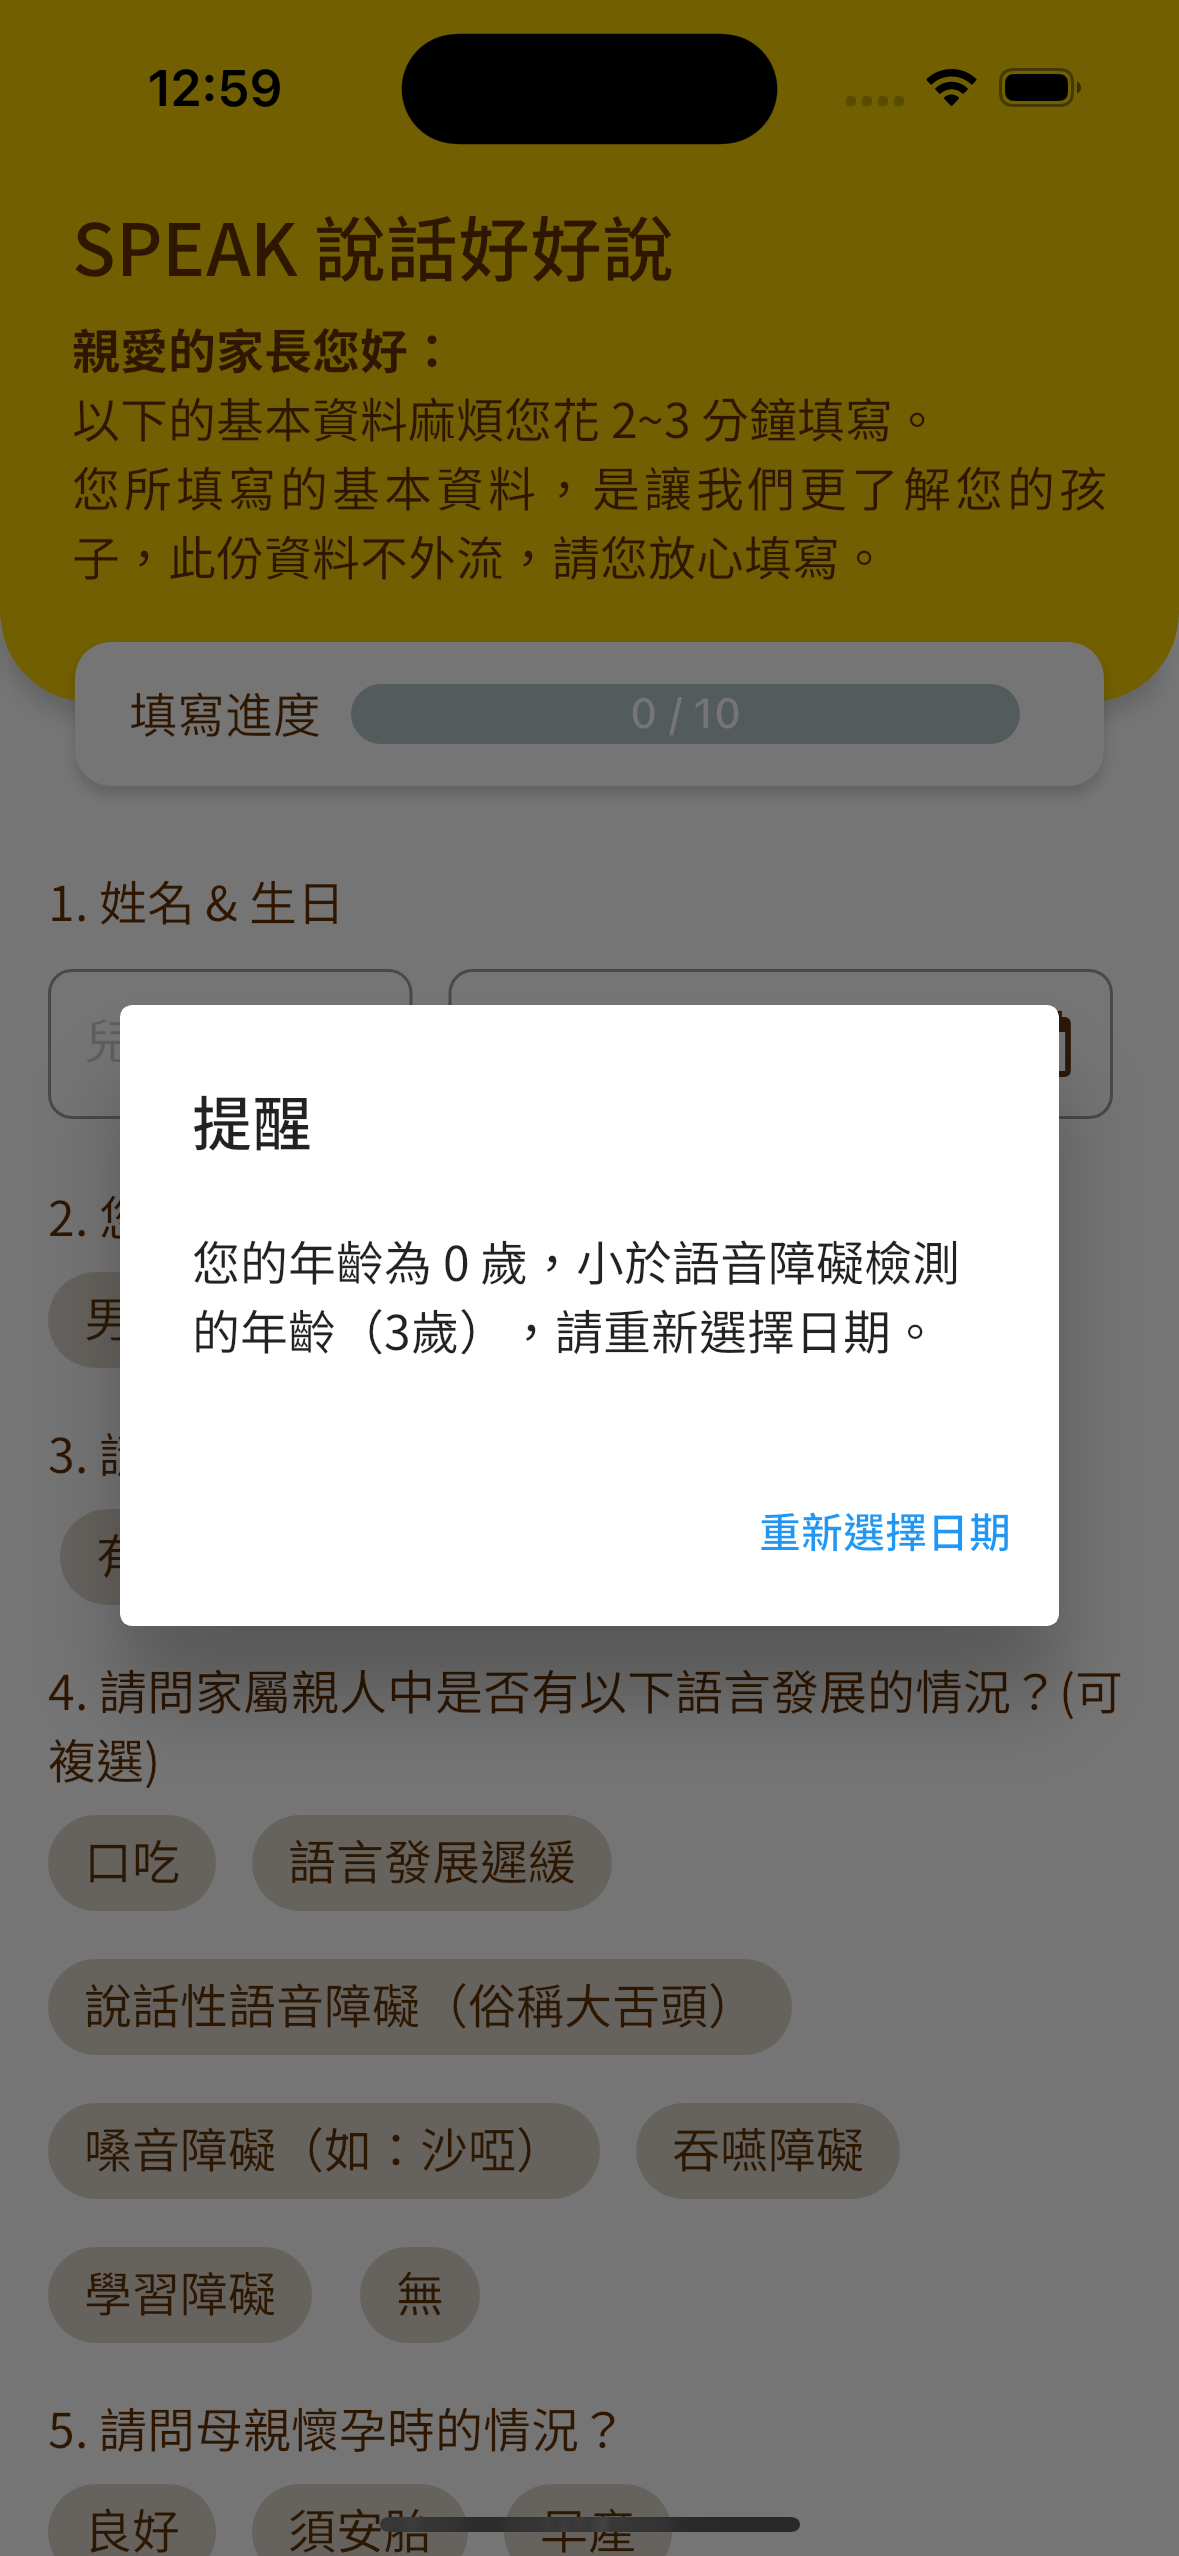 12:59
SPEAK 說話好好說
親愛的家長您好：
以下的基本資料麻煩您花 2~3 分鐘填寫。
您所填寫的基本資料，是讓我們更了解您的孩
子，此份資料不外流，請您放心填寫。
填寫進度
0 / 10
1. 姓名 & 生日
提醒
您的年齡為 0 歲，小於語音障礙檢測
的年齡（3歲），請重新選擇日期。
重新選擇日期
2.
男
3.
有
4. 請問家屬親人中是否有以下語言發展的情況？(可
複選)
口吃
語言發展遲緩
說話性語音障礙（俗稱大舌頭）
嗓音障礙（如：沙啞）
吞嚥障礙
學習障礙
無
5. 請問母親懷孕時的情況？
良好
須安胎
早產